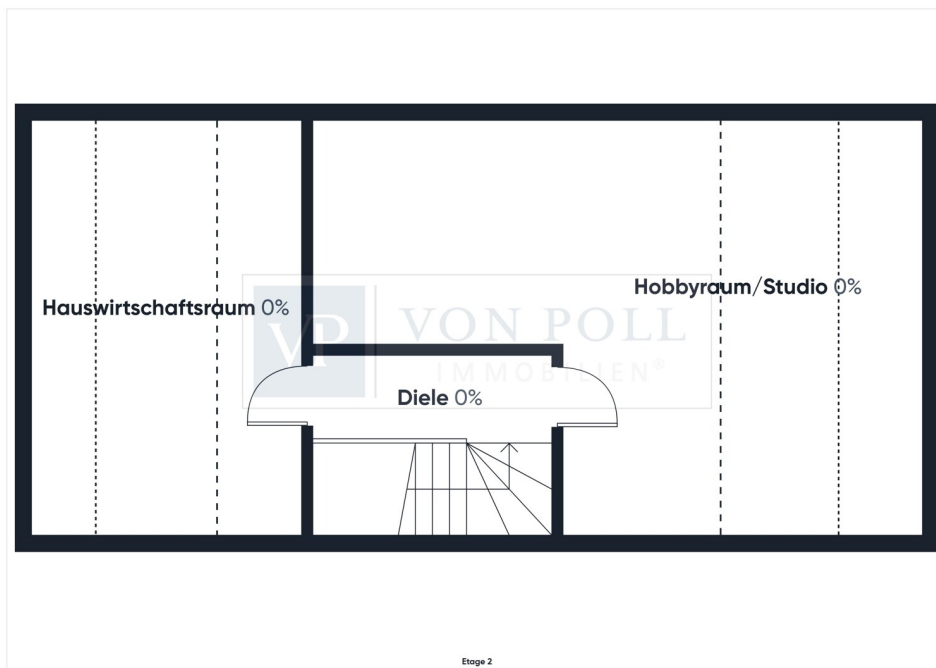 Hobbyraum/Studio 0%
Hauswirtschaftsraum 0%
VP VON POLL
IMMOBILIEN®
Diele 0%
Etage 2